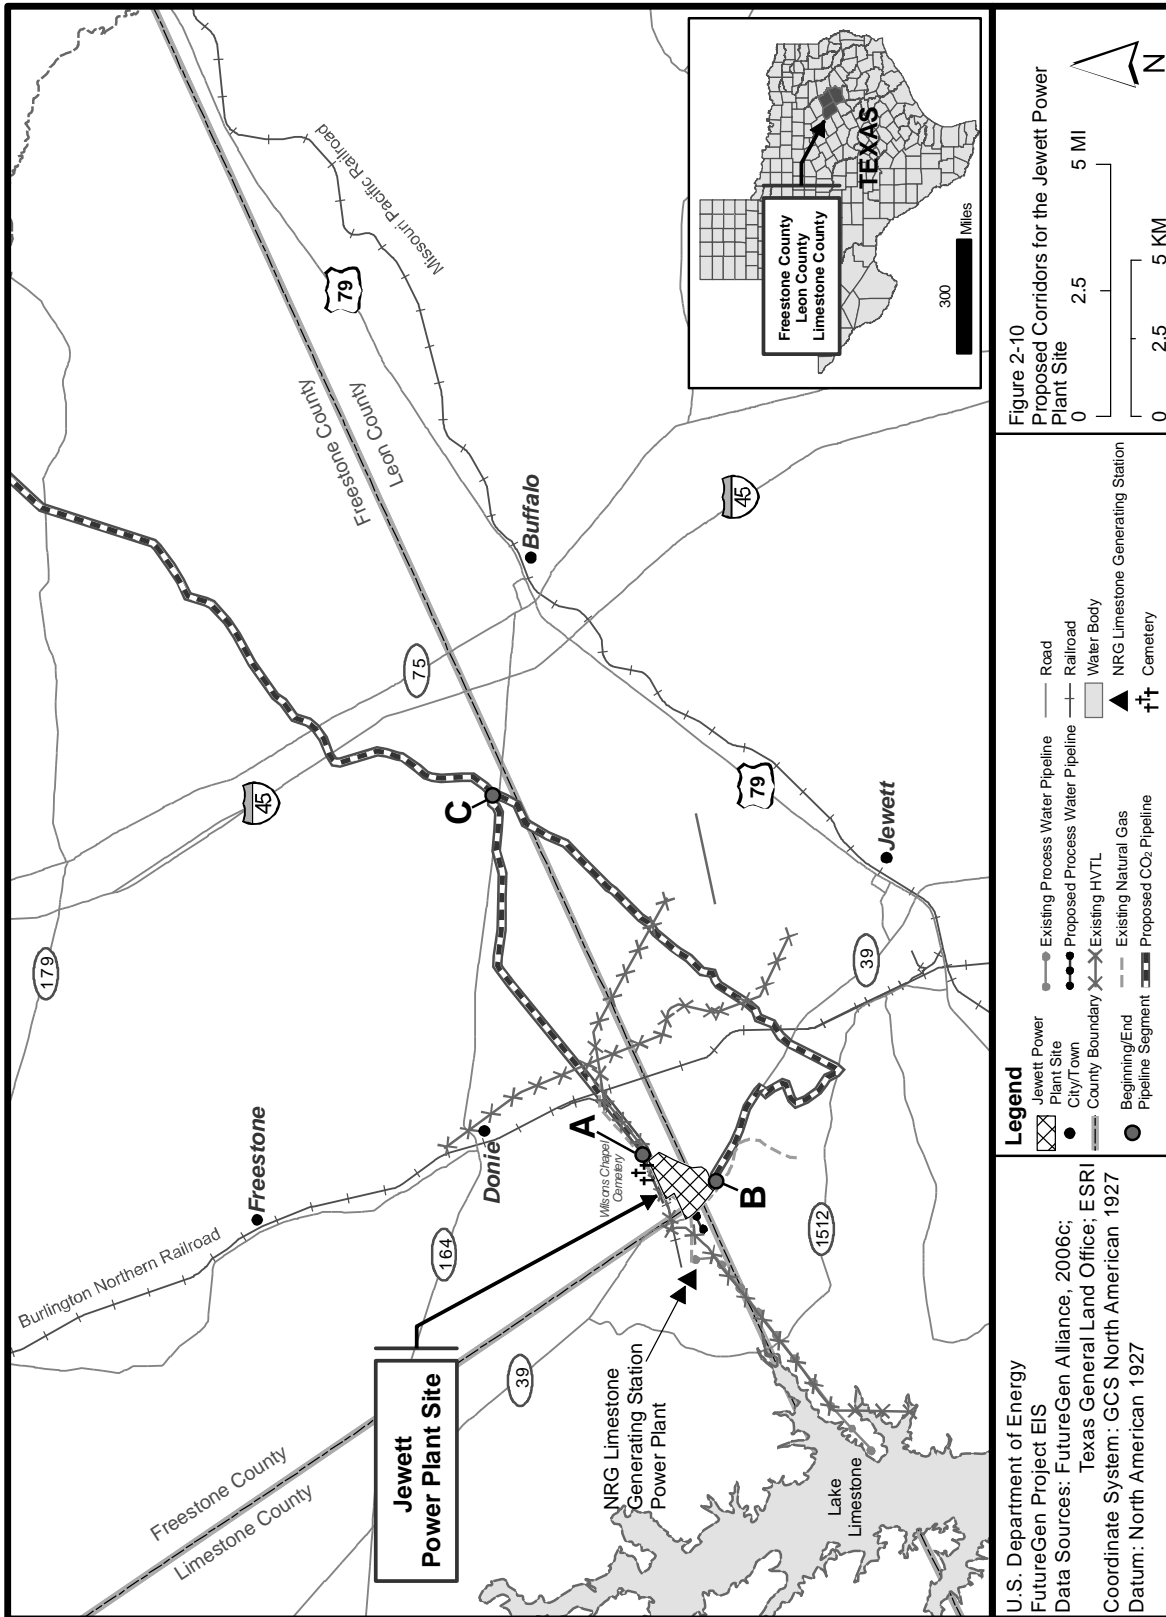 Freestone County
Limestone County
Burlington Northern Railroad
Freestone
179
45
75
79
Missouri Pacific Railroad
Freestone County
Leon County
Jewett
Power Plant Site
164
Donie
39
Wilsons Chapel
Cemetery
A
B
C
Buffalo
45
NRG Limestone
Generating Station
Power Plant
1512
39
79
Jewett
Lake
Limestone
Freestone County
Leon County
Limestone County
TEXAS
300
Miles
U.S. Department of Energy
FutureGen Project EIS
Data Sources: FutureGen Alliance, 2006c;
Texas General Land Office; ESRI
Coordinate System: GCS North American 1927
Datum: North American 1927
Legend
Jewett Power
Plant Site
City/Town
County Boundary
Beginning/End
Pipeline Segment
Existing Process Water Pipeline
Proposed Process Water Pipeline
Existing HVTL
Existing Natural Gas
Proposed CO₂ Pipeline
Road
Railroad
Water Body
NRG Limestone Generating Station
Cemetery
Figure 2-10
Proposed Corridors for the Jewett Power
Plant Site
0 2.5 5 MI
0 2.5 5 KM
N